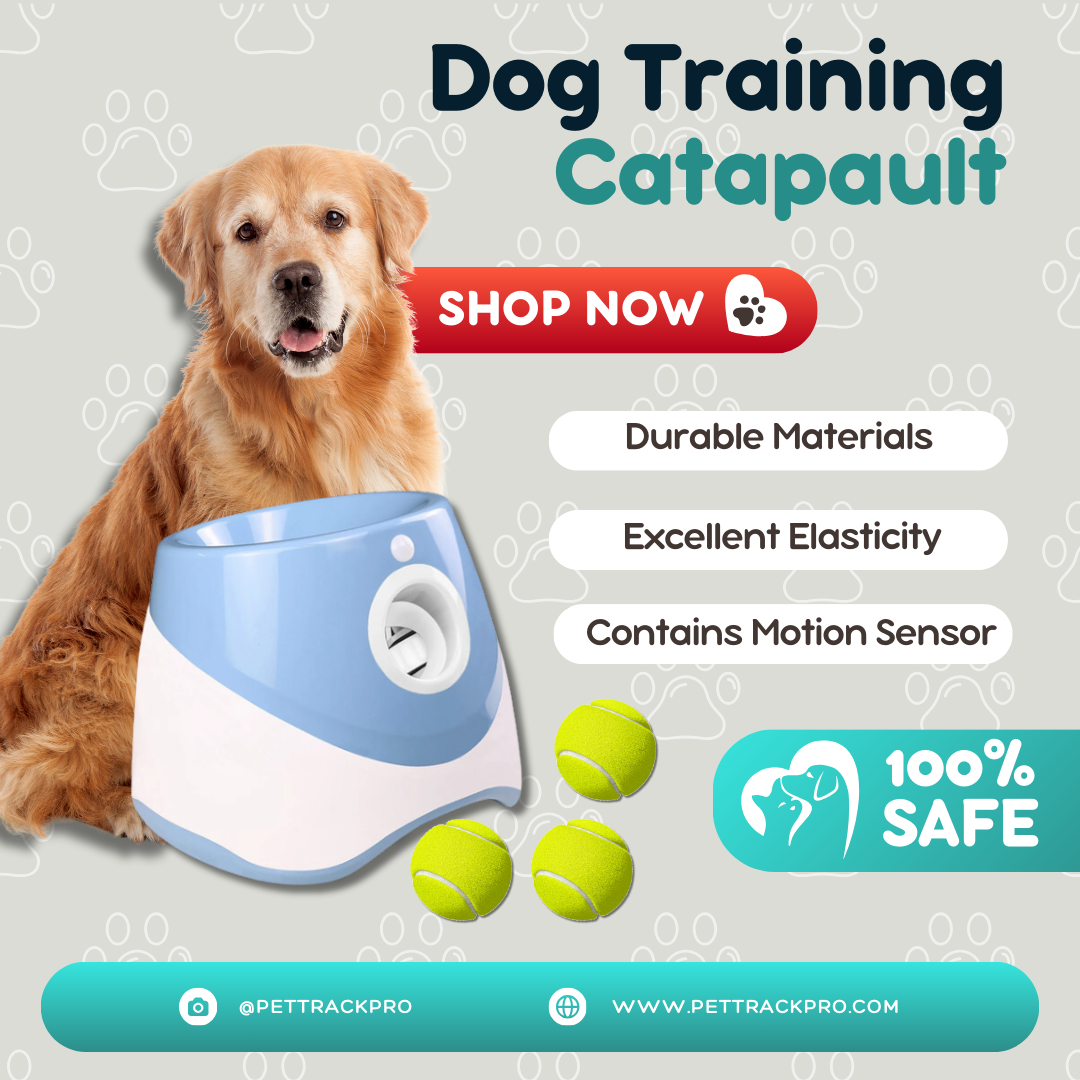 Dog Training
Catapault
SHOP NOW
Durable Materials
Excellent Elasticity
Contains Motion Sensor
100%
SAFE
@PETTRACKPRO
WWW.PETTRACKPRO.COM